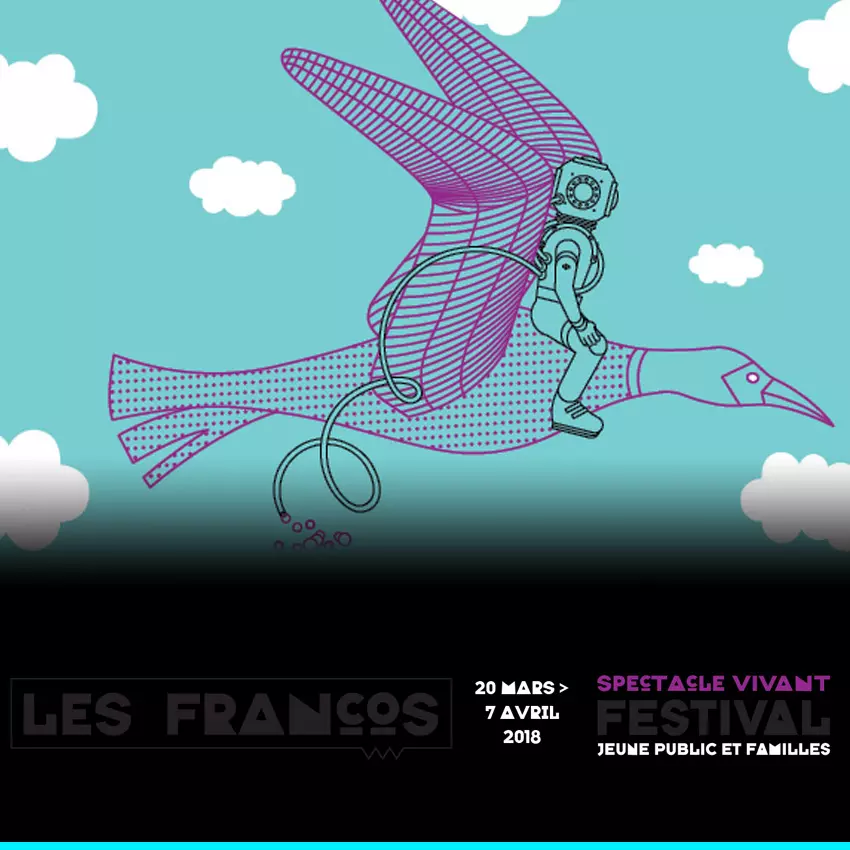 LES FRANCOS
20 MARS >
7 AVRIL
2018
SPECTACLE VIVANT
FESTIVAL
JEUNE PUBLIC ET FAMILLES